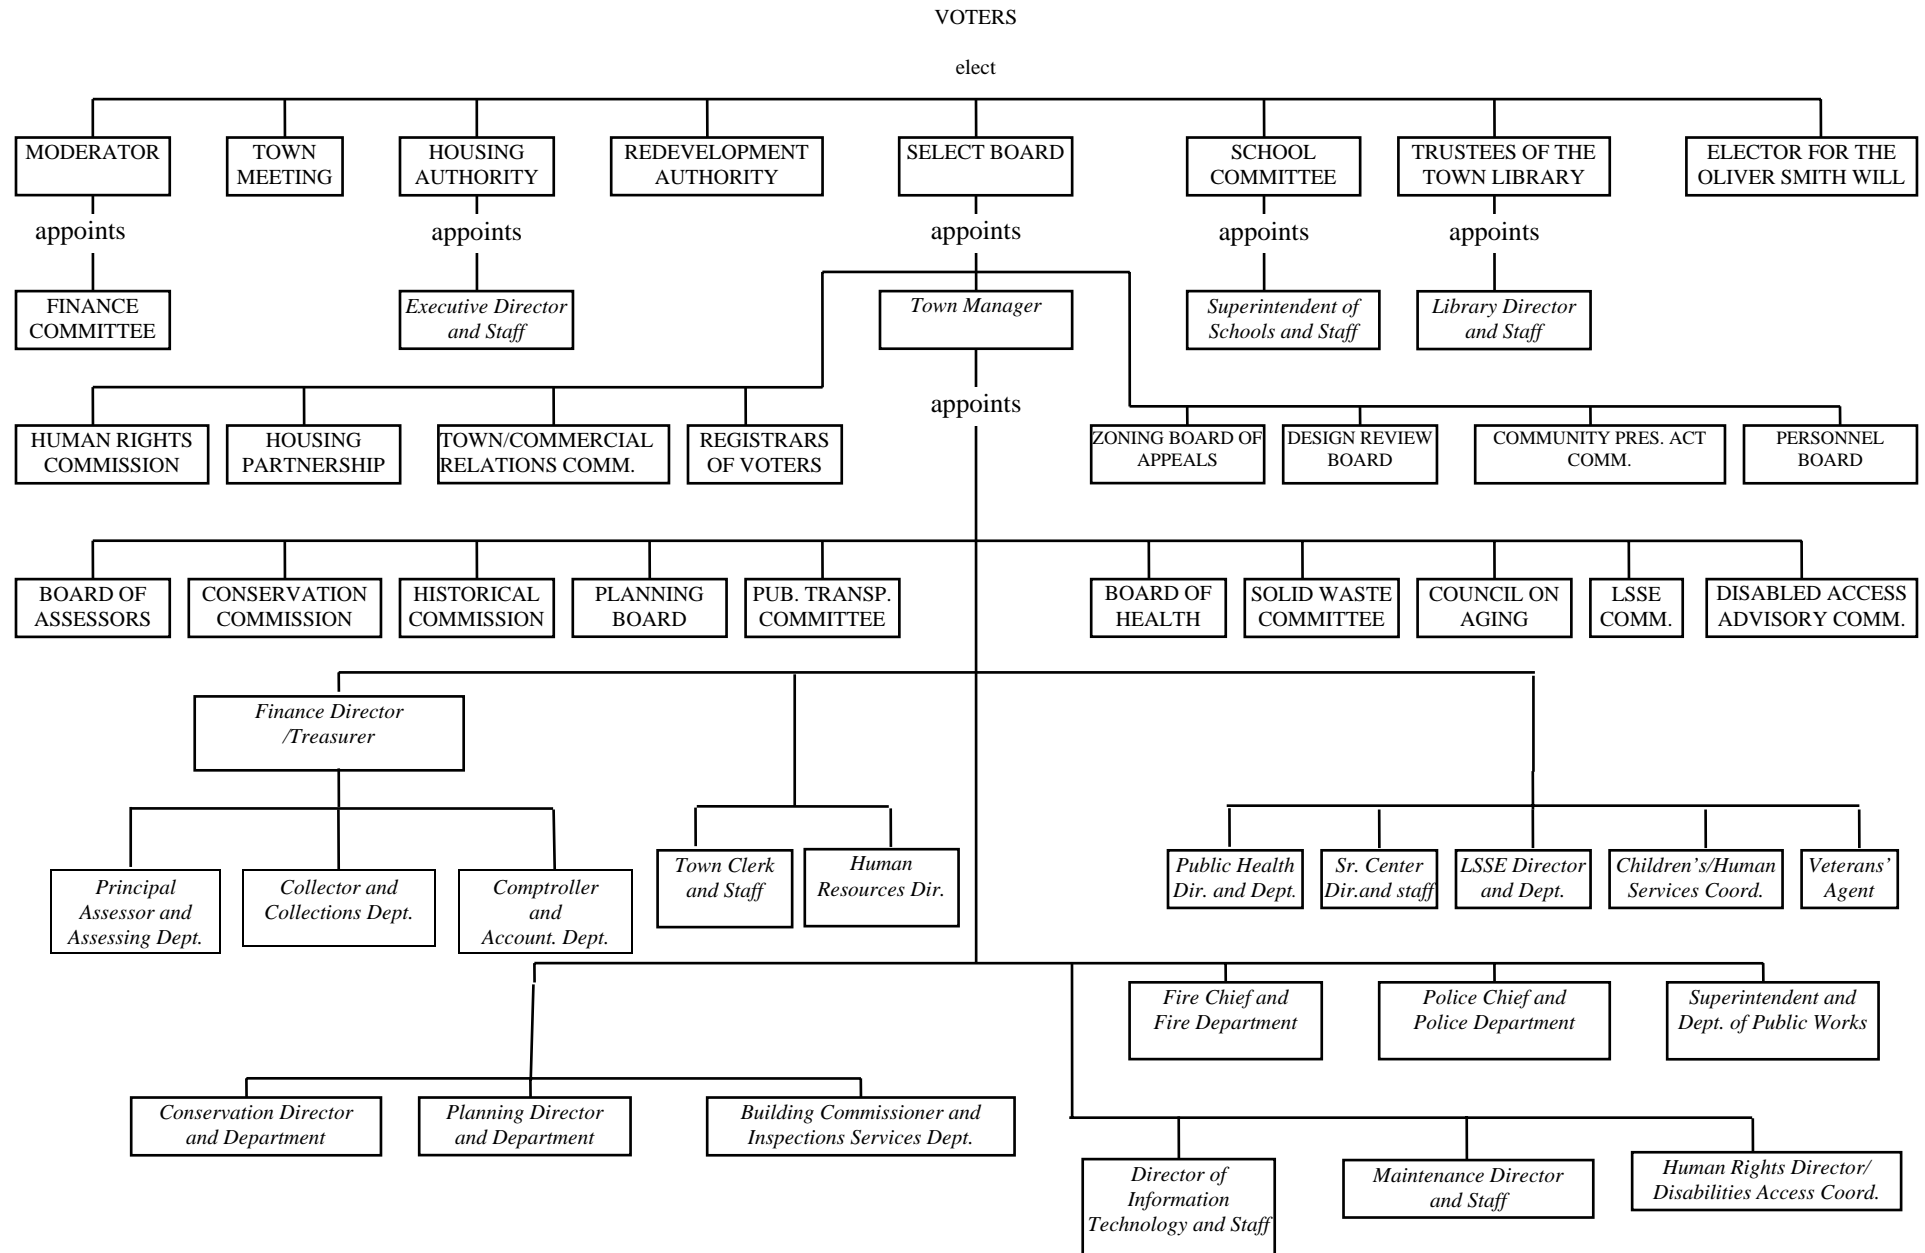 VOTERS
elect
MODERATOR
TOWN
MEETING
HOUSING
AUTHORITY
REDEVELOPMENT
AUTHORITY
SELECT BOARD
SCHOOL
COMMITTEE
TRUSTEES OF THE
TOWN LIBRARY
ELECTOR FOR THE
OLIVER SMITH WILL
appoints
appoints
appoints
appoints
appoints
FINANCE
COMMITTEE
Executive Director
and Staff
Town Manager
Superintendent of
Schools and Staff
Library Director
and Staff
appoints
HUMAN RIGHTS
COMMISSION
HOUSING
PARTNERSHIP
TOWN/COMMERCIAL
RELATIONS COMM.
REGISTRARS
OF VOTERS
ZONING BOARD OF
APPEALS
DESIGN REVIEW
BOARD
COMMUNITY PRES. ACT
COMM.
PERSONNEL
BOARD
BOARD OF
ASSESSORS
CONSERVATION
COMMISSION
HISTORICAL
COMMISSION
PLANNING
BOARD
PUB. TRANSP.
COMMITTEE
BOARD OF
HEALTH
SOLID WASTE
COMMITTEE
COUNCIL ON
AGING
LSSE
COMM.
DISABLED ACCESS
ADVISORY COMM.
Finance Director
/Treasurer
Principal
Assessor and
Assessing Dept.
Collector and
Collections Dept.
Comptroller
and
Account. Dept.
Town Clerk
and Staff
Human
Resources Dir.
Public Health
Dir. and Dept.
Sr. Center
Dir.and staff
LSSE Director
and Dept.
Children’s/Human
Services Coord.
Veterans’
Agent
Fire Chief and
Fire Department
Police Chief and
Police Department
Superintendent and
Dept. of Public Works
Conservation Director
and Department
Planning Director
and Department
Building Commissioner and
Inspections Services Dept.
Director of
Information
Technology and Staff
Maintenance Director
and Staff
Human Rights Director/
Disabilities Access Coord.